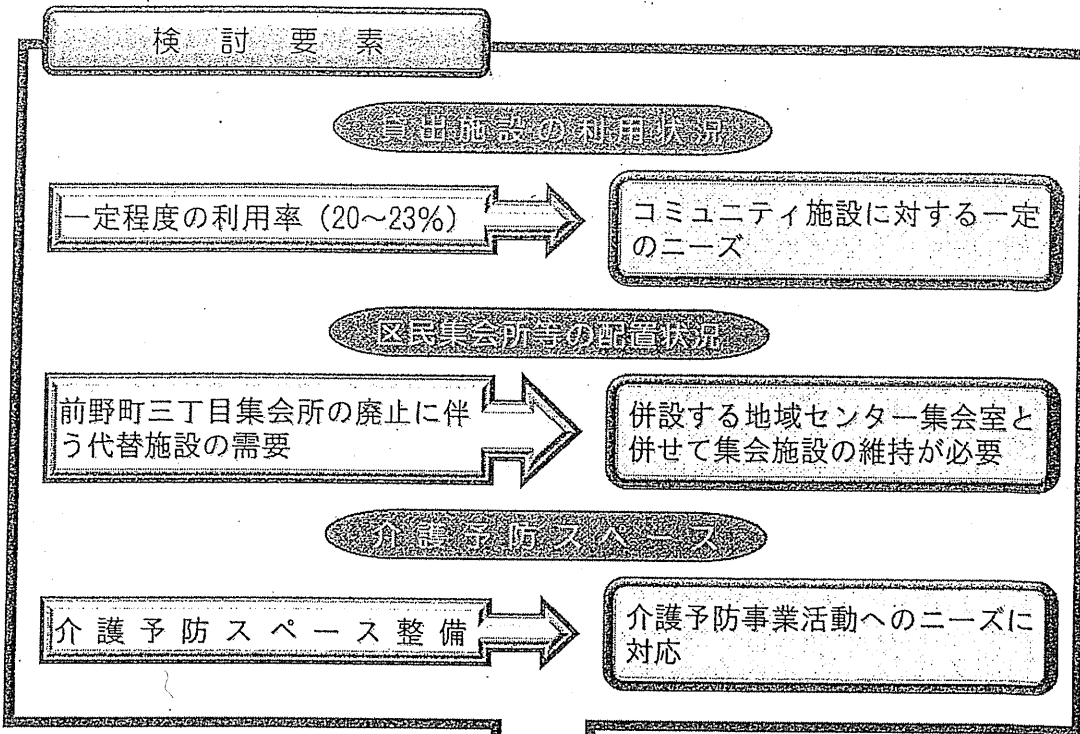 検討要素
貸出施設の利用状況
一定程度の利用率（20～23%）
コミュニティ施設に対する一定
のニーズ
区民集会所等の配置状況
前野町三丁目集会所の廃止に伴
う代替施設の需要
併設する地域センター集会室と
併せて集会施設の維持が必要
介護予防スペース
介護予防スペース整備
介護予防事業活動へのニーズに
対応